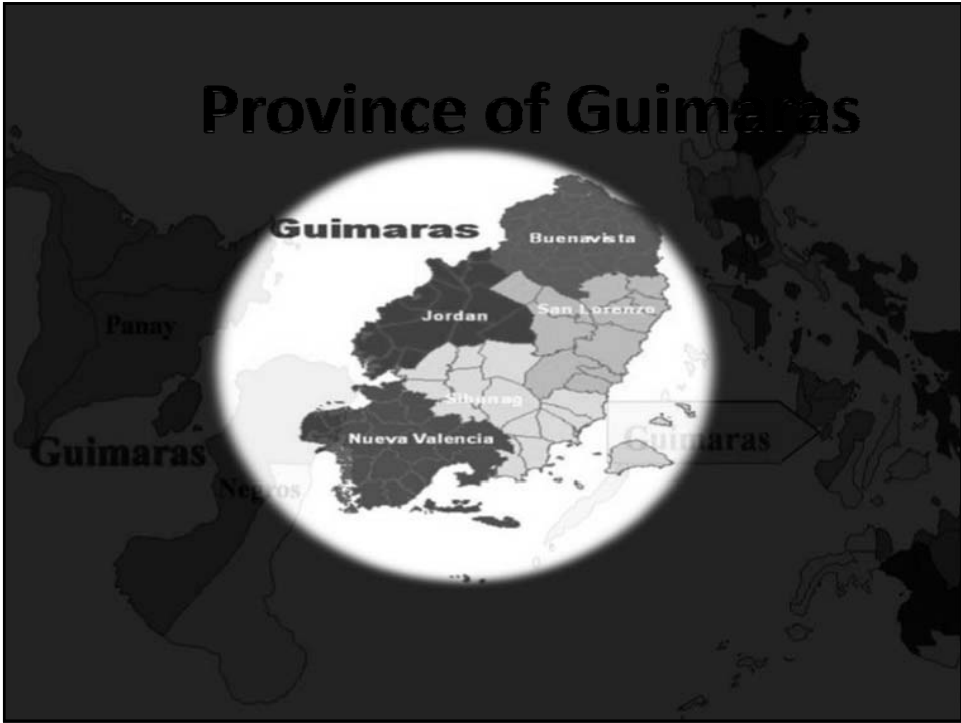 Province of Guimaras
Guimaras
Buenavista
San Lorenzo
Jordan
Panay
Sibunag
Nueva Valencia
Guimaras
Guimaras
Negros